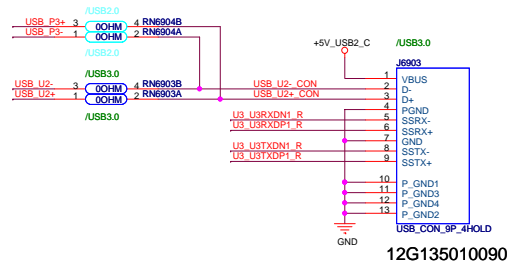 /USB2.0
USB_P3+ 3 0OHM 4 RN6904B
USB_P3- 1 0OHM 2 RN6904A
/USB2.0
+5V_USB2_C /USB3.0
J6903
/USB3.0
1 VBUS
USB_U2- 3 0OHM 4 RN6903B USB_U2-_CON 2 D-
USB_U2+ 1 0OHM 2 RN6903A USB_U2+_CON 3 D+
/USB3.0
4 PGND
U3_U3RXDN1_R 5 SSRX-
U3_U3RXDP1_R 6 SSRX+
7 GND
U3_U3TXDN1_R 8 SSTX-
U3_U3TXDP1_R 9 SSTX+
10 P_GND1
11 P_GND3
12 P_GND4
13 P_GND2
USB_CON_9P_4HOLD
GND
12G135010090